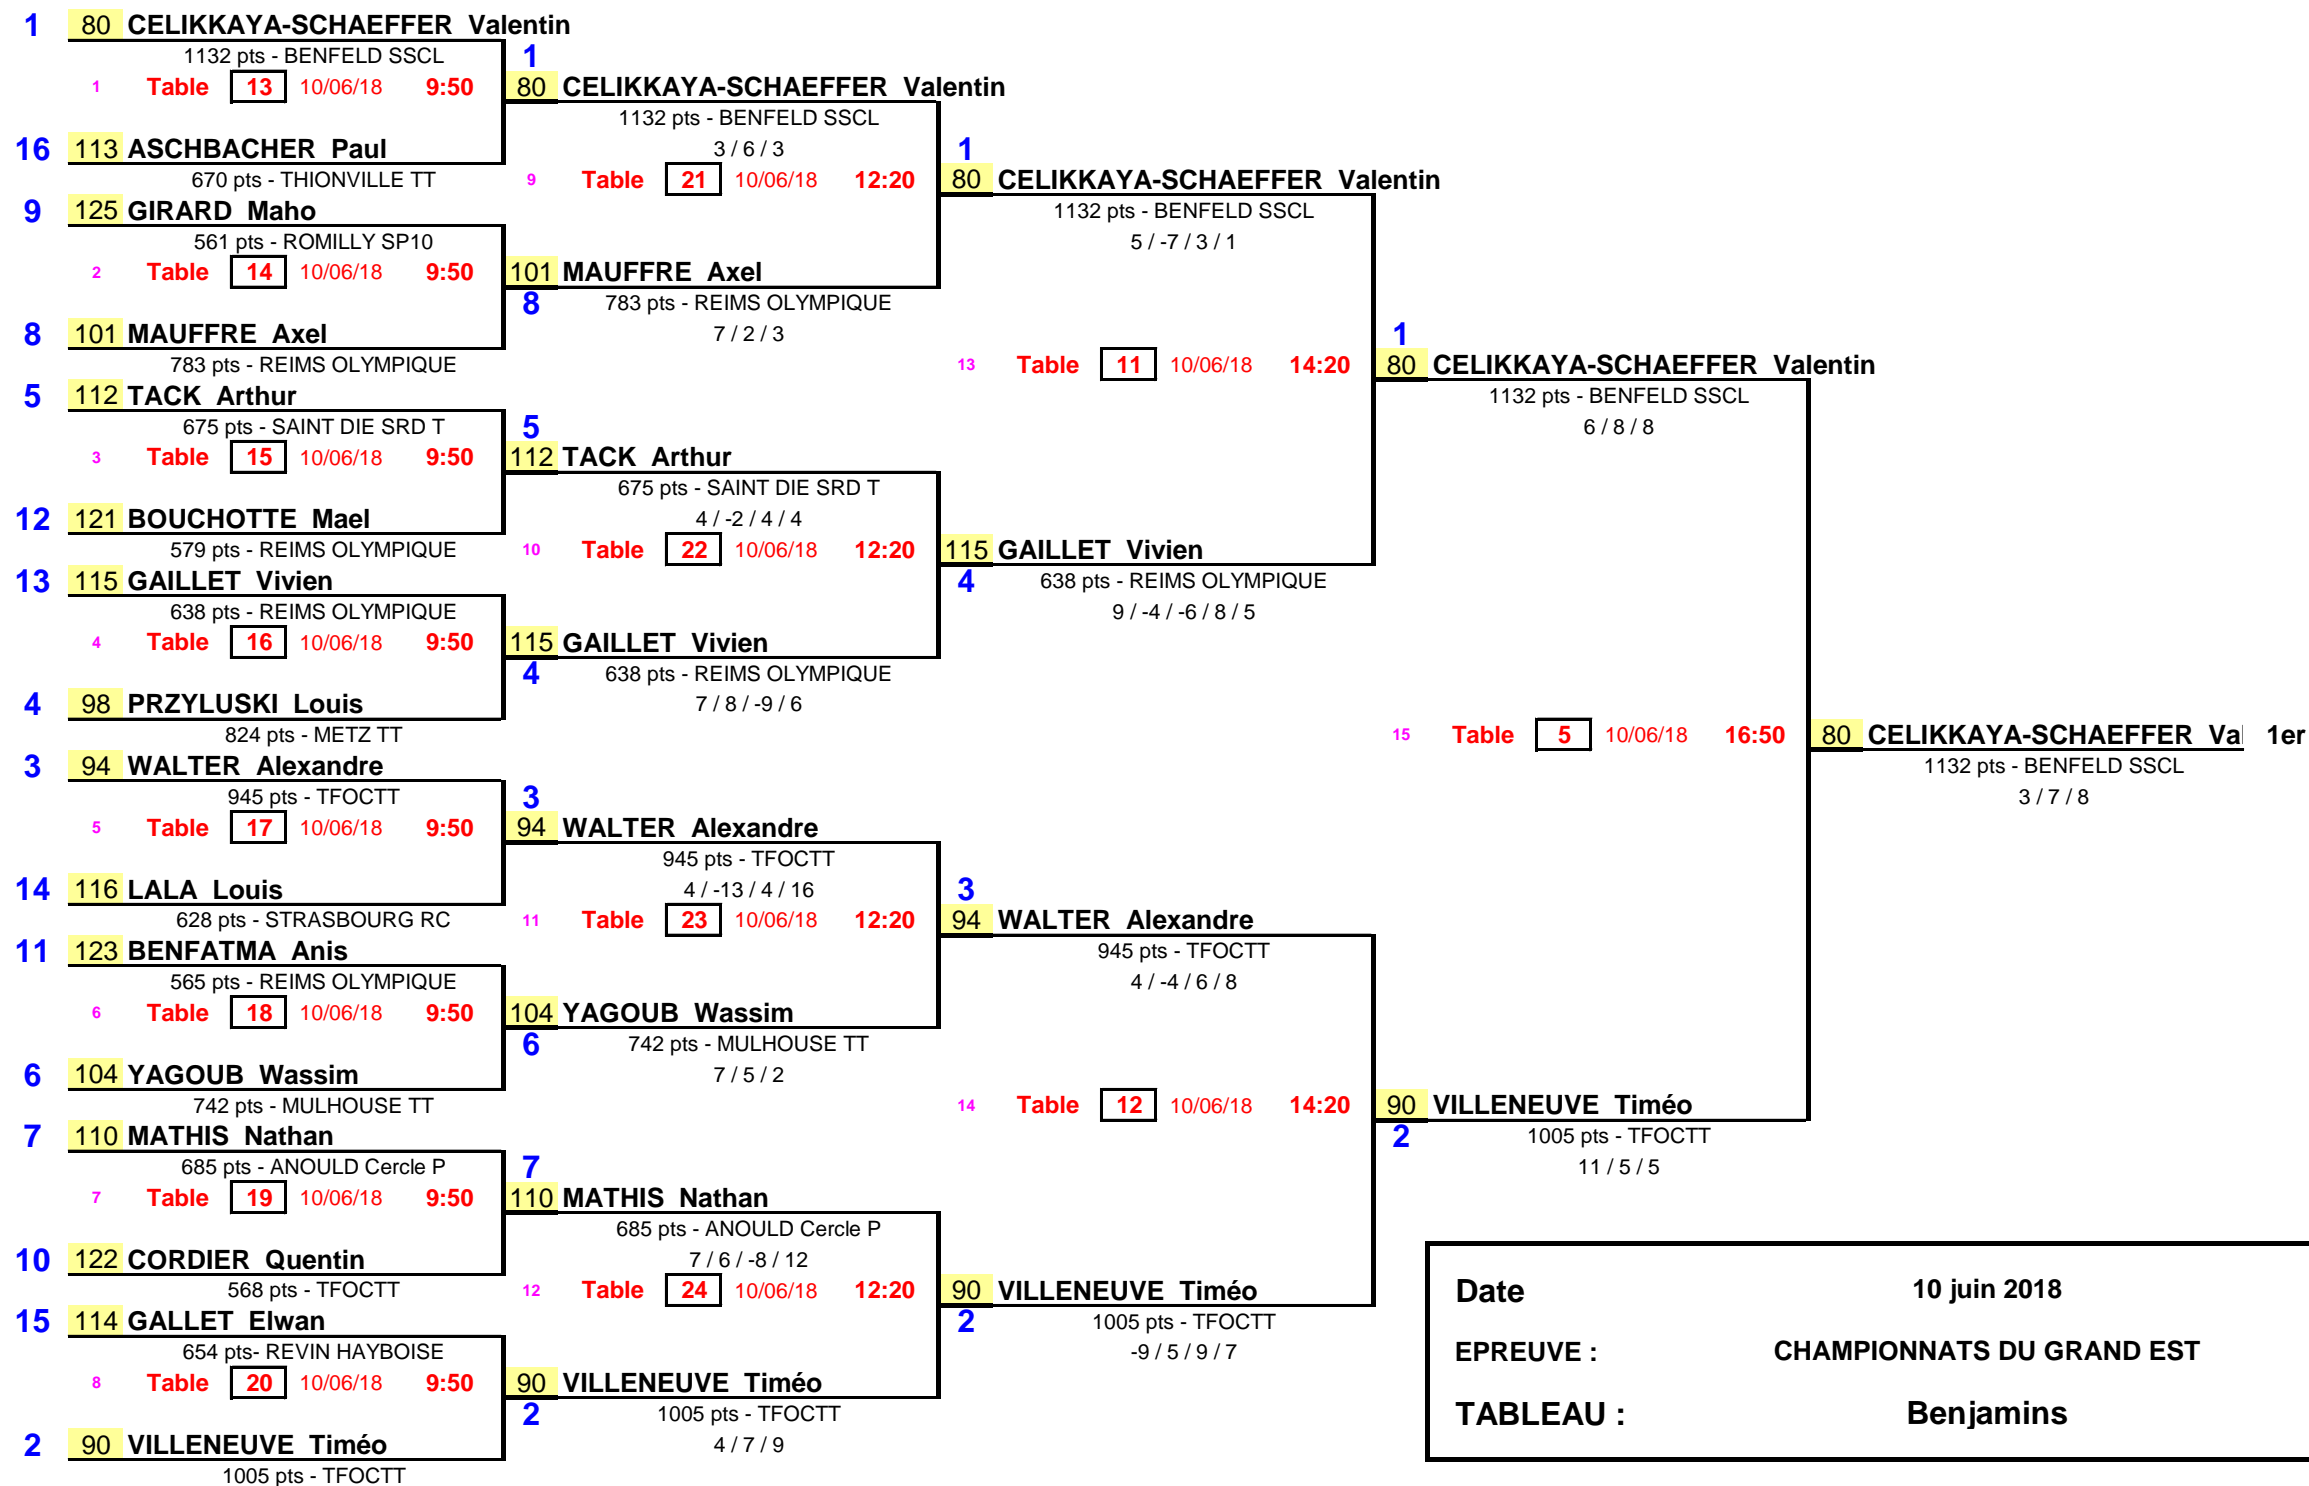 1 80 CELIKKAYA-SCHAEFFER Valentin
1132 pts - BENFELD SSCL
1 Table 13 10/06/18 9:50
16 113 ASCHBACHER Paul
670 pts - THIONVILLE TT
9 125 GIRARD Maho
561 pts - ROMILLY SP10
2 Table 14 10/06/18 9:50
8 101 MAUFFRE Axel
783 pts - REIMS OLYMPIQUE
5 112 TACK Arthur
675 pts - SAINT DIE SRD T
3 Table 15 10/06/18 9:50
12 121 BOUCHOTTE Mael
579 pts - REIMS OLYMPIQUE
13 115 GAILLET Vivien
638 pts - REIMS OLYMPIQUE
4 Table 16 10/06/18 9:50
4 98 PRZYLUSKI Louis
824 pts - METZ TT
3 94 WALTER Alexandre
945 pts - TFOCTT
5 Table 17 10/06/18 9:50
14 116 LALA Louis
628 pts - STRASBOURG RC
11 123 BENFATMA Anis
565 pts - REIMS OLYMPIQUE
6 Table 18 10/06/18 9:50
6 104 YAGOUB Wassim
742 pts - MULHOUSE TT
7 110 MATHIS Nathan
685 pts - ANOULD Cercle P
7 Table 19 10/06/18 9:50
10 122 CORDIER Quentin
568 pts - TFOCTT
15 114 GALLET Elwan
654 pts- REVIN HAYBOISE
8 Table 20 10/06/18 9:50
2 90 VILLENEUVE Timéo
1005 pts - TFOCTT
1
80 CELIKKAYA-SCHAEFFER Valentin
1132 pts - BENFELD SSCL
3 / 6 / 3
9 Table 21 10/06/18 12:20
101 MAUFFRE Axel
8 783 pts - REIMS OLYMPIQUE
7 / 2 / 3
5
112 TACK Arthur
675 pts - SAINT DIE SRD T
4 / -2 / 4 / 4
10 Table 22 10/06/18 12:20
115 GAILLET Vivien
4 638 pts - REIMS OLYMPIQUE
7 / 8 / -9 / 6
3
94 WALTER Alexandre
945 pts - TFOCTT
4 / -13 / 4 / 16
11 Table 23 10/06/18 12:20
104 YAGOUB Wassim
6 742 pts - MULHOUSE TT
7 / 5 / 2
7
110 MATHIS Nathan
685 pts - ANOULD Cercle P
7 / 6 / -8 / 12
12 Table 24 10/06/18 12:20
90 VILLENEUVE Timéo
2 1005 pts - TFOCTT
4 / 7 / 9
1
80 CELIKKAYA-SCHAEFFER Valentin
1132 pts - BENFELD SSCL
5 / -7 / 3 / 1
13 Table 11 10/06/18 14:20
115 GAILLET Vivien
4 638 pts - REIMS OLYMPIQUE
9 / -4 / -6 / 8 / 5
3
94 WALTER Alexandre
945 pts - TFOCTT
4 / -4 / 6 / 8
14 Table 12 10/06/18 14:20
90 VILLENEUVE Timéo
2 1005 pts - TFOCTT
-9 / 5 / 9 / 7
1
80 CELIKKAYA-SCHAEFFER Valentin
1132 pts - BENFELD SSCL
6 / 8 / 8
15 Table 5 10/06/18 16:50
90 VILLENEUVE Timéo
2 1005 pts - TFOCTT
11 / 5 / 5
80 CELIKKAYA-SCHAEFFER Val 1er
1132 pts - BENFELD SSCL
3 / 7 / 8
Date 10 juin 2018
EPREUVE : CHAMPIONNATS DU GRAND EST
TABLEAU : Benjamins